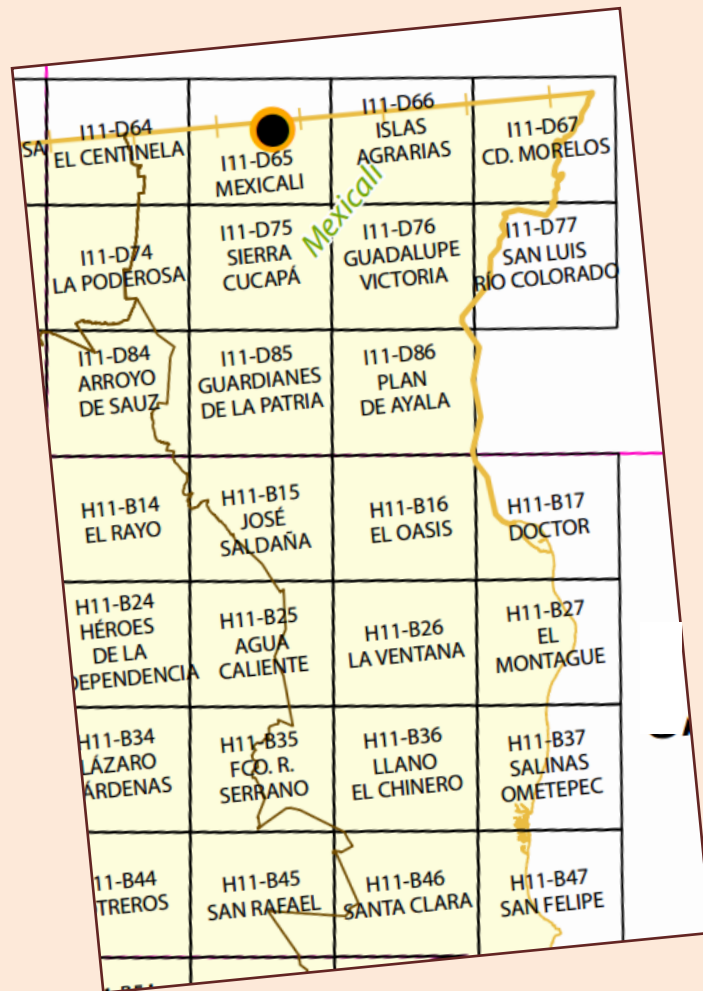 SA
I11-D64
EL CENTINELA
I11-D65
MEXICALI
I11-D66
ISLAS
AGRARIAS
I11-D67
CD. MORELOS
Mexicali
I11-D74
LA PODEROSA
I11-D75
SIERRA
CUCAPÁ
I11-D76
GUADALUPE
VICTORIA
I11-D77
SAN LUIS
RÍO COLORADO
I11-D84
ARROYO
DE SAUZ
I11-D85
GUARDIANES
DE LA PATRIA
I11-D86
PLAN
DE AYALA
H11-B14
EL RAYO
H11-B15
JOSÉ
SALDAÑA
H11-B16
EL OASIS
H11-B17
DOCTOR
H11-B24
HÉROES
DE LA
DEPENDENCIA
H11-B25
AGUA
CALIENTE
H11-B26
LA VENTANA
H11-B27
EL
MONTAGUE
H11-B34
LÁZARO
ÁRDENAS
H11-B35
FCO. R.
SERRANO
H11-B36
LLANO
EL CHINERO
H11-B37
SALINAS
OMETEPEC
11-B44
TREROS
H11-B45
SAN RAFAEL
H11-B46
SANTA CLARA
H11-B47
SAN FELIPE